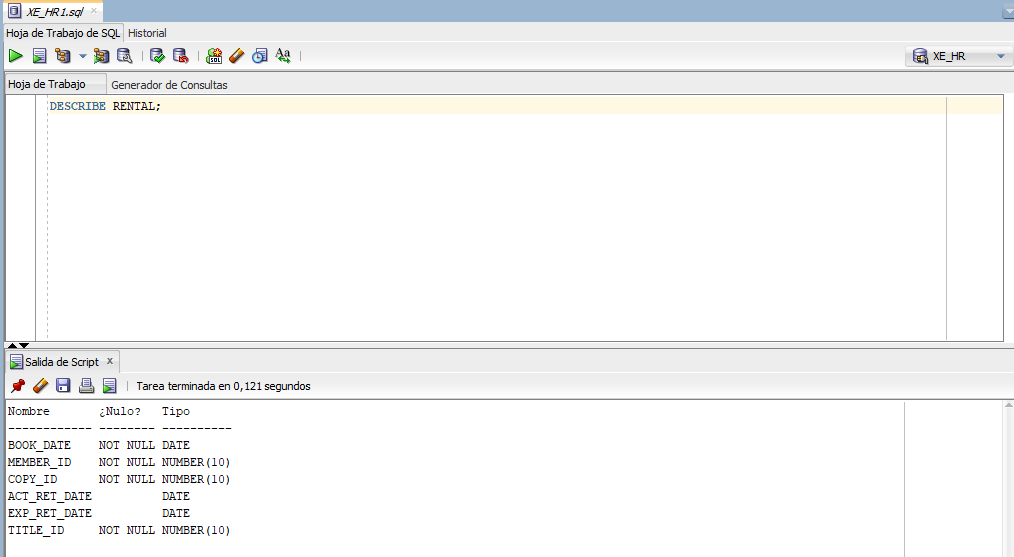 XE_HR1.sql
Hoja de Trabajo de SQL Historial
SQL Aa XE_HR
Hoja de Trabajo Generador de Consultas
DESCRIBE RENTAL;
Salida de Script x
Tarea terminada en 0,121 segundos
Nombre ¿Nulo? Tipo
------------ -------- ----------
BOOK_DATE NOT NULL DATE
MEMBER_ID NOT NULL NUMBER(10)
COPY_ID NOT NULL NUMBER(10)
ACT_RET_DATE DATE
EXP_RET_DATE DATE
TITLE_ID NOT NULL NUMBER(10)